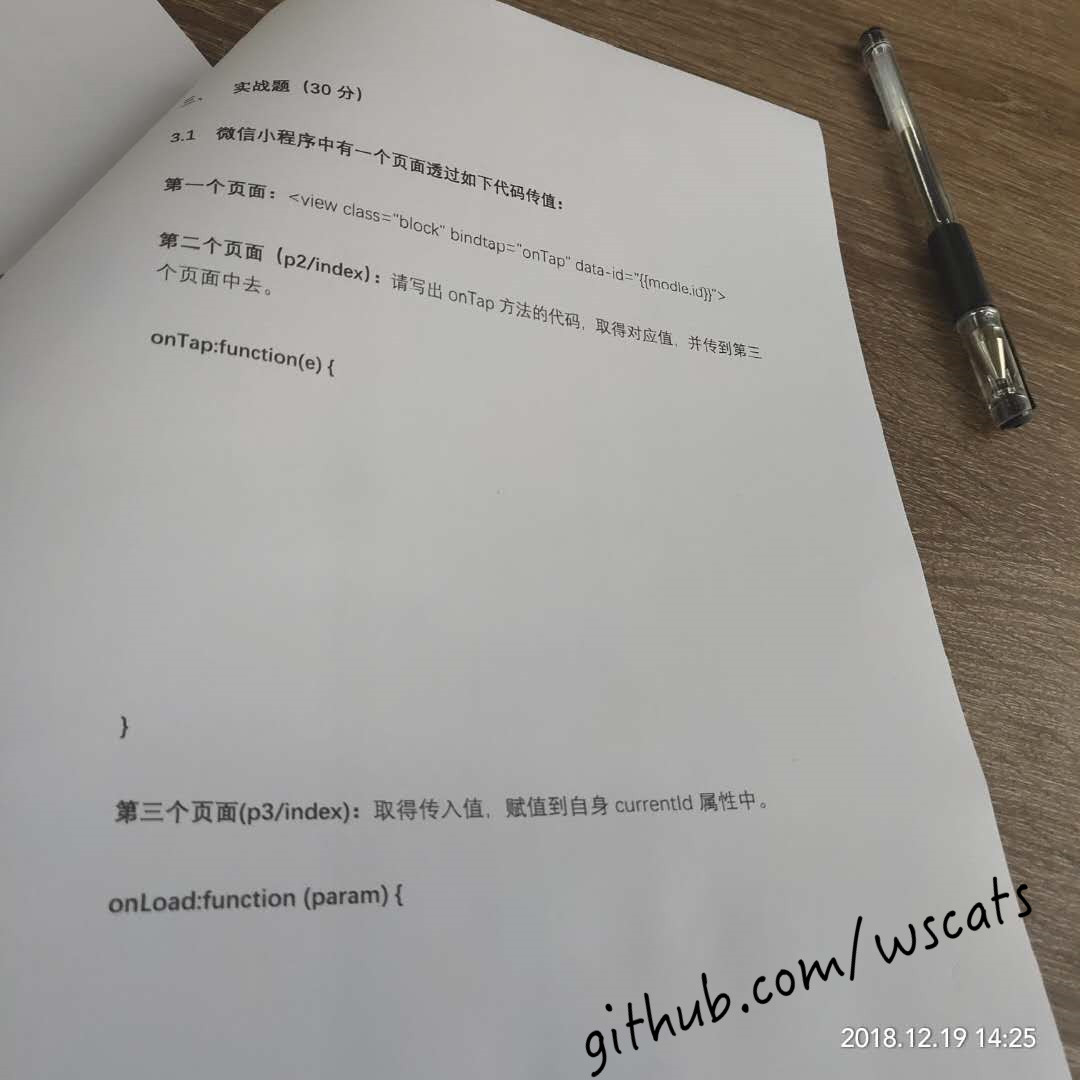 三、 实战题（30 分）
3.1 微信小程序中有一个页面透过如下代码传值：
第一个页面：<view class="block" bindtap="onTap" data-id="{{modle.id}}">
第二个页面（p2/index）：请写出 onTap 方法的代码，取得对应值，并传到第三
个页面中去。
onTap:function(e) {
}
第三个页面(p3/index)：取得传入值，赋值到自身 currentId 属性中。
onLoad:function (param) {
github.com/wscats
2018.12.19 14:25